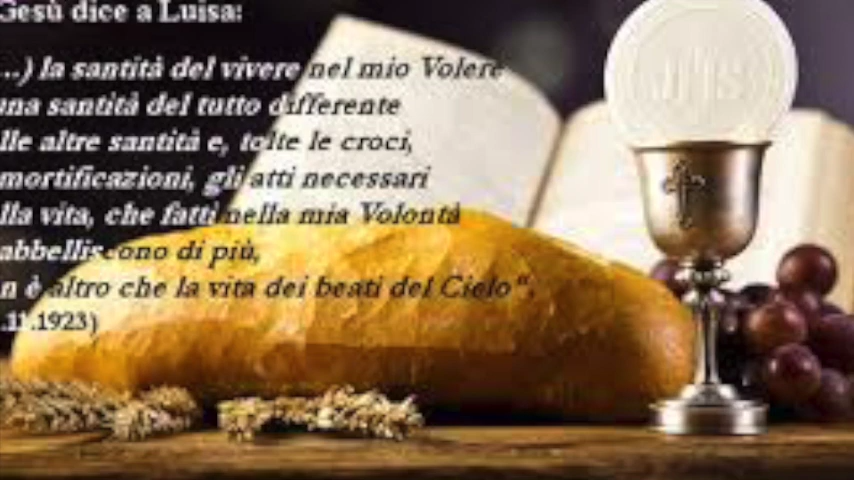 Gesù dice a Luisa:
...) la santità del vivere nel mio Volere
una santità del tutto differente
lle altre santità e, tolte le croci,
mortificazioni, gli atti necessari
lla vita, che fatti nella mia Volontà
abbelliscono di più,
n è altro che la vita dei beati del Cielo".
.11.1923)